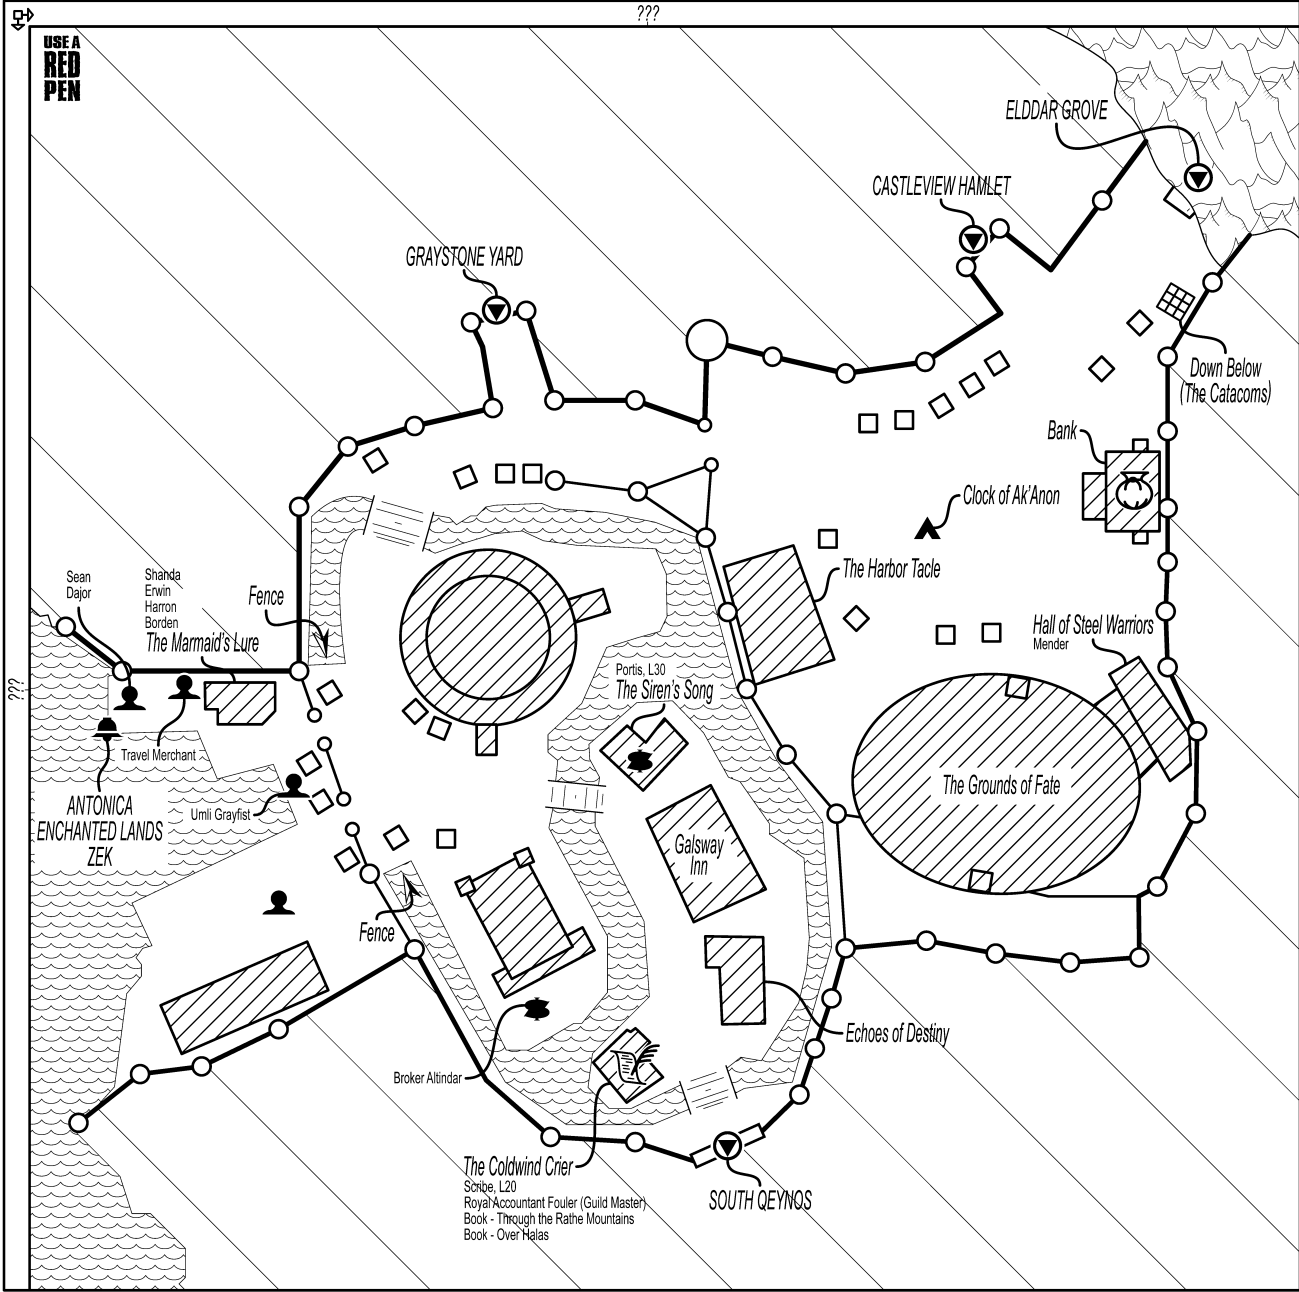 ???
USE A
RED
PEN
ELDDAR GROVE
CASTLEVIEW HAMLET
GRAYSTONE YARD
Down Below
(The Catacoms)
Bank
Clock of Ak'Anon
The Harbor Tacle
Sean
Dajor
Shanda
Erwin
Harron
Borden
The Marmaid's Lure
Fence
Hall of Steel Warriors
Mender
???
Portis, L30
The Siren's Song
Travel Merchant
The Grounds of Fate
ANTONICA
ENCHANTED LANDS
ZEK
Umli Grayfist
Galsway
Inn
Fence
Echoes of Destiny
Broker Altindar
The Coldwind Crier
Scribe, L20
Royal Accountant Fouler (Guild Master)
Book - Through the Rathe Mountains
Book - Over Halas
SOUTH QEYNOS